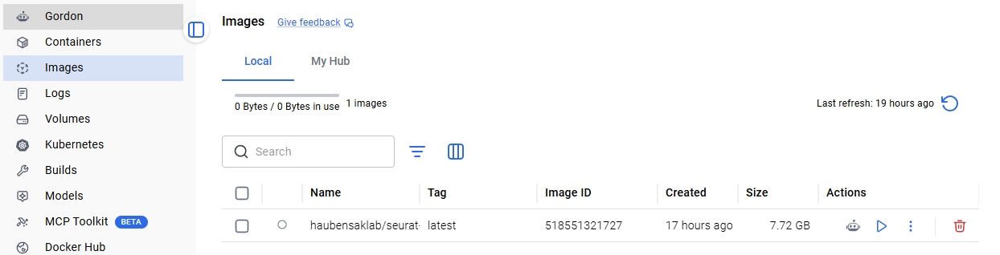 Gordon
Containers
Images
Logs
Volumes
Kubernetes
Builds
Models
MCP Toolkit BETA
Docker Hub
Images Give feedback
Local My Hub
0 Bytes / 0 Bytes in use 1 images
Last refresh: 19 hours ago
Search
Name Tag Image ID Created Size Actions
haubensaklab/seurat- latest 518551321727 17 hours ago 7.72 GB